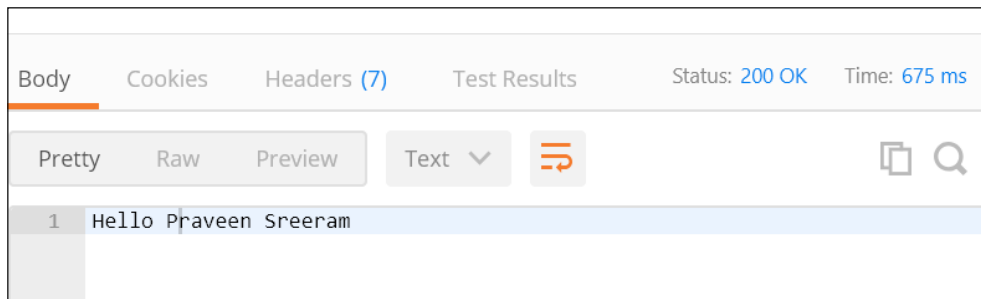 Body Cookies Headers (7) Test Results Status: 200 OK Time: 675 ms
Pretty Raw Preview Text
1 Hello Praveen Sreeram